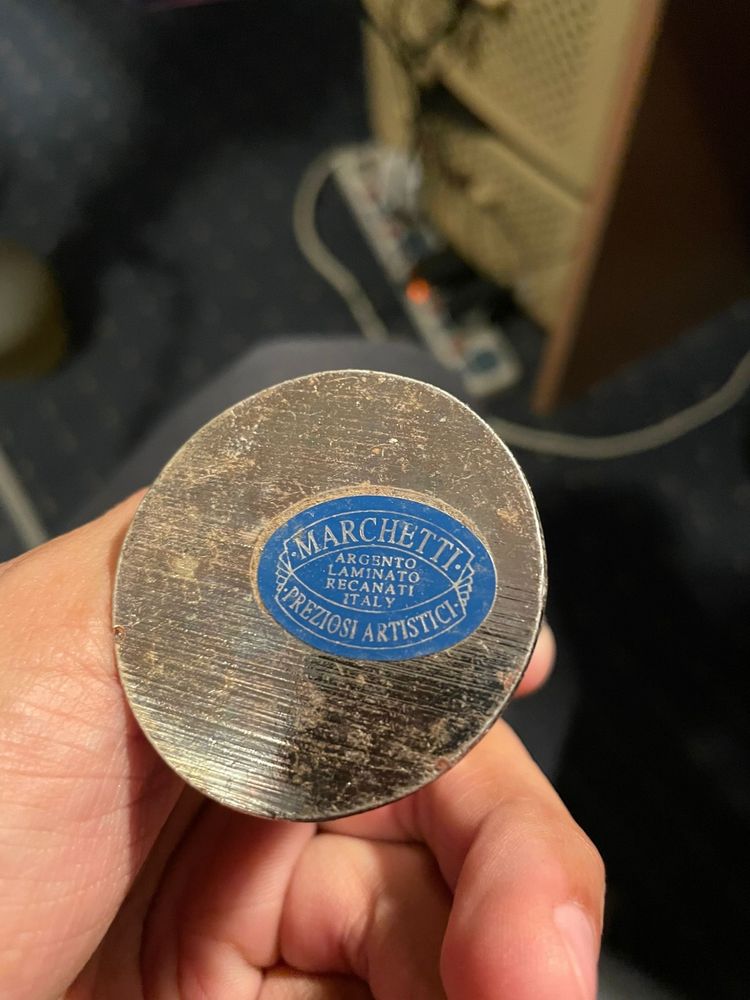 ·MARCHETTI·
ARGENTO
LAMINATO
RECANATI
ITALY
·PREZIOSI ARTISTICI·